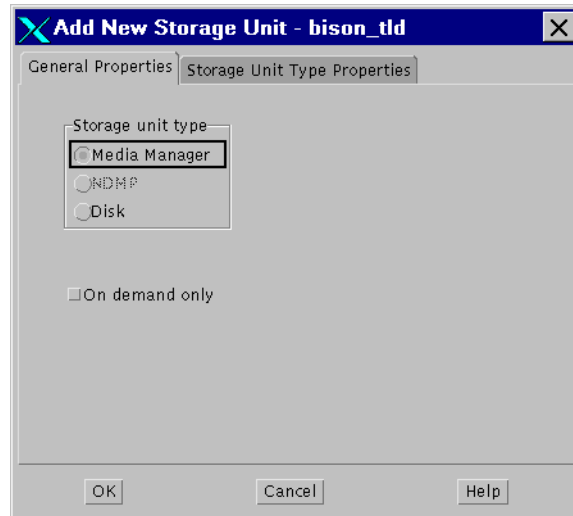 Add New Storage Unit - bison_tld
General Properties
Storage Unit Type Properties
Storage unit type
Media Manager
NDMP
Disk
On demand only
OK
Cancel
Help